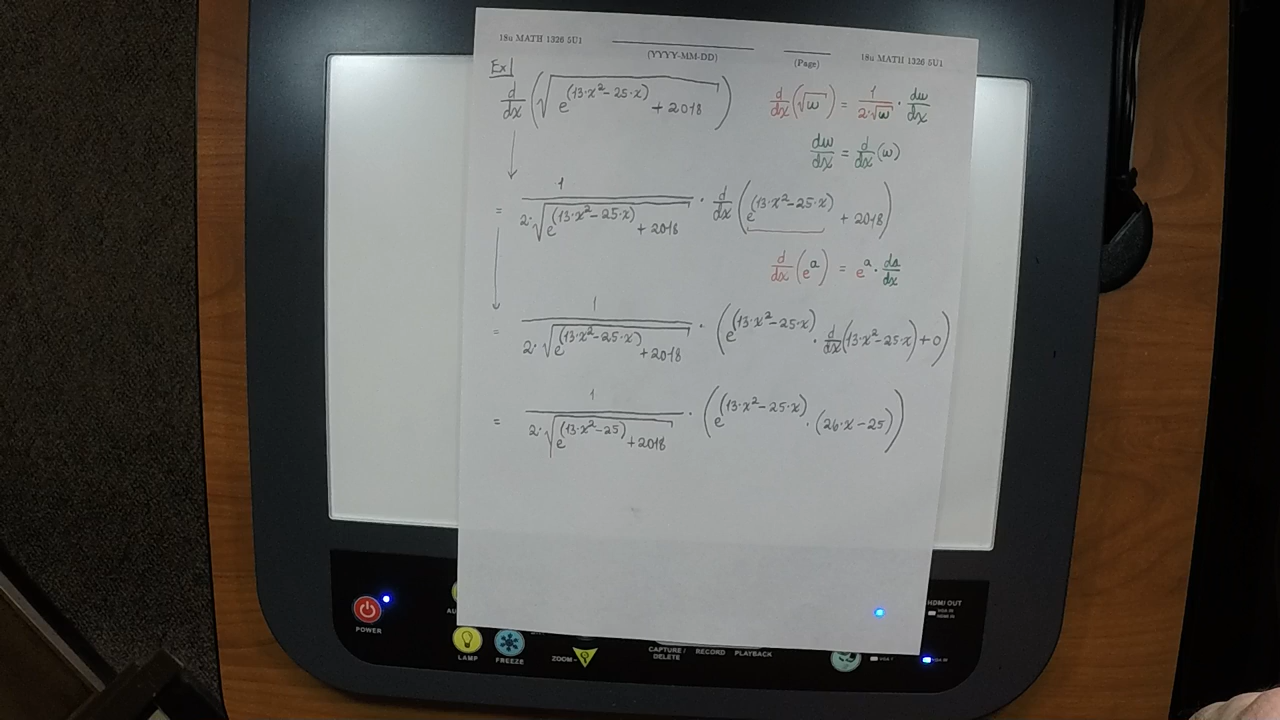 18u MATH 1326 5U1 (YYYY-MM-DD) (Page) 18u MATH 1326 5U1
Ex1
d/dx (√(e^(13·x²-25·x) + 2018)) d/dx(√w) = 1/(2·√w) · dw/dx
dw/dx = d/dx(w)
= 1/(2·√(e^(13·x²-25·x) + 2018)) · d/dx (e^(13·x²-25·x) + 2018)
d/dx(e^a) = e^a · da/dx
= 1/(2·√(e^(13·x²-25·x) + 2018)) · (e^(13·x²-25·x) · d/dx(13·x²-25·x) + 0)
= 1/(2·√(e^(13·x²-25) + 2018)) · (e^(13·x²-25·x) · (26·x-25))
POWER
LAMP
FREEZE
ZOOM
CAPTURE / DELETE
RECORD
PLAYBACK
HDMI OUT